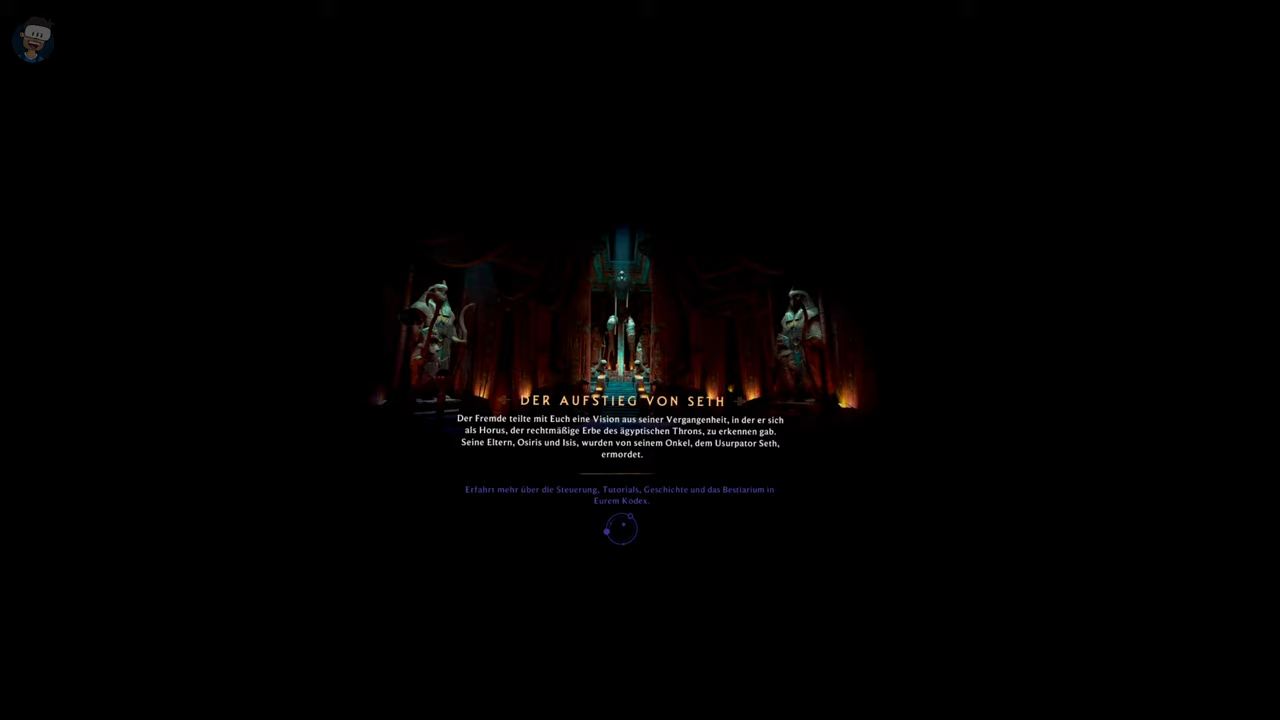 DER AUFSTIEG VON SETH
Der Fremde teilte mit Euch eine Vision aus seiner Vergangenheit, in der er sich
als Horus, der rechtmäßige Erbe des ägyptischen Throns, zu erkennen gab.
Seine Eltern, Osiris und Isis, wurden von seinem Onkel, dem Usurpator Seth,
ermordet.
Erfahrt mehr über die Steuerung, Tutorials, Geschichte und das Bestiarium in
Eurem Kodex.